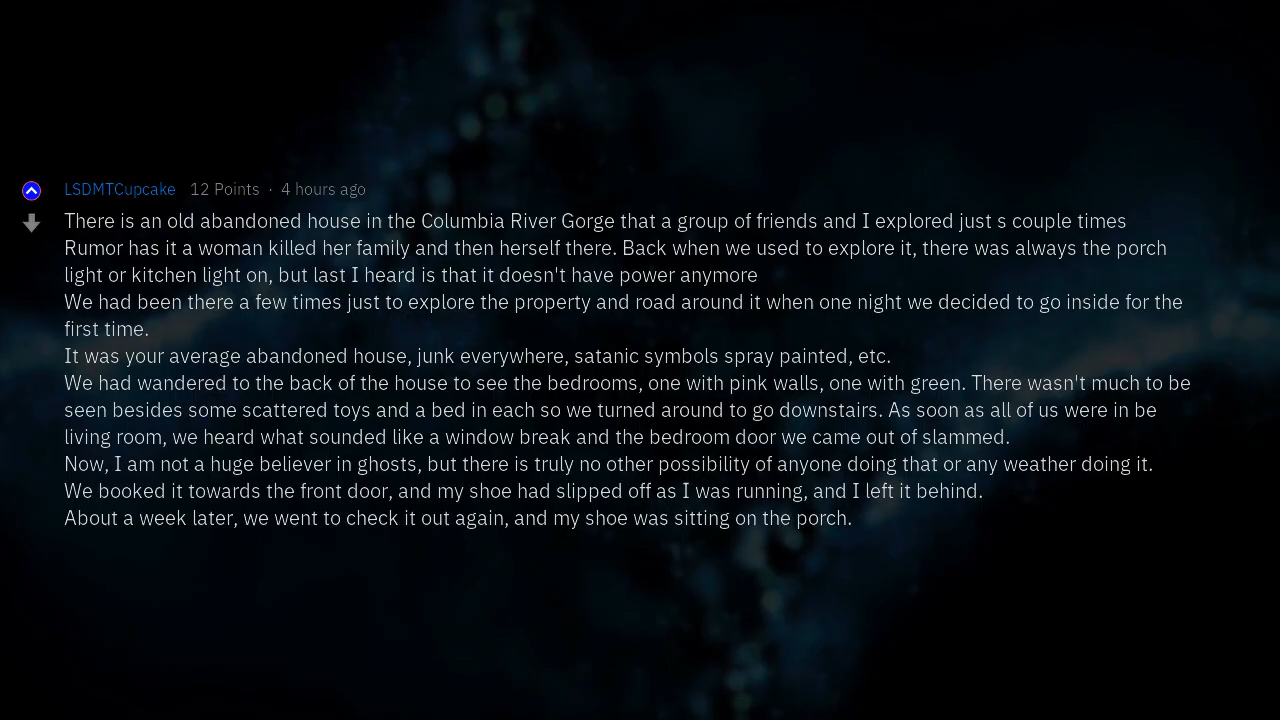 LSDMTCupcake 12 Points · 4 hours ago
There is an old abandoned house in the Columbia River Gorge that a group of friends and I explored just s couple times
Rumor has it a woman killed her family and then herself there. Back when we used to explore it, there was always the porch
light or kitchen light on, but last I heard is that it doesn't have power anymore
We had been there a few times just to explore the property and road around it when one night we decided to go inside for the
first time.
It was your average abandoned house, junk everywhere, satanic symbols spray painted, etc.
We had wandered to the back of the house to see the bedrooms, one with pink walls, one with green. There wasn't much to be
seen besides some scattered toys and a bed in each so we turned around to go downstairs. As soon as all of us were in be
living room, we heard what sounded like a window break and the bedroom door we came out of slammed.
Now, I am not a huge believer in ghosts, but there is truly no other possibility of anyone doing that or any weather doing it.
We booked it towards the front door, and my shoe had slipped off as I was running, and I left it behind.
About a week later, we went to check it out again, and my shoe was sitting on the porch.